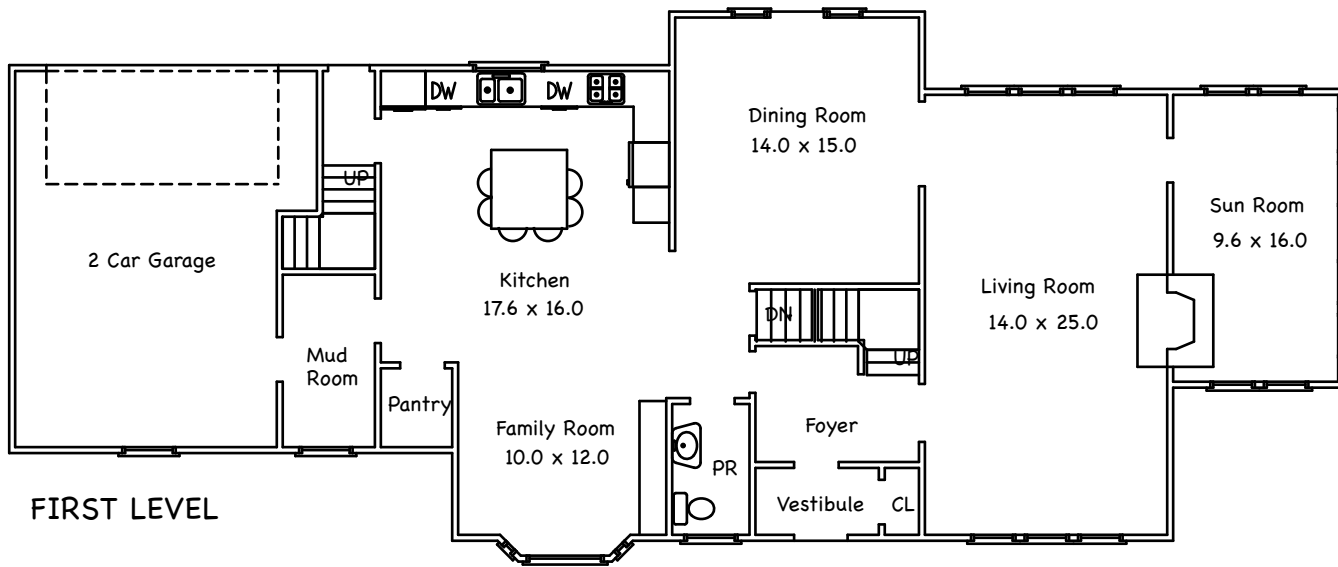 DW
DW
Dining Room
14.0 x 15.0
UP
Sun Room
9.6 x 16.0
2 Car Garage
Kitchen
17.6 x 16.0
Living Room
14.0 x 25.0
DN
UP
Mud
Room
Pantry
Family Room
10.0 x 12.0
Foyer
PR
Vestibule
CL
FIRST LEVEL